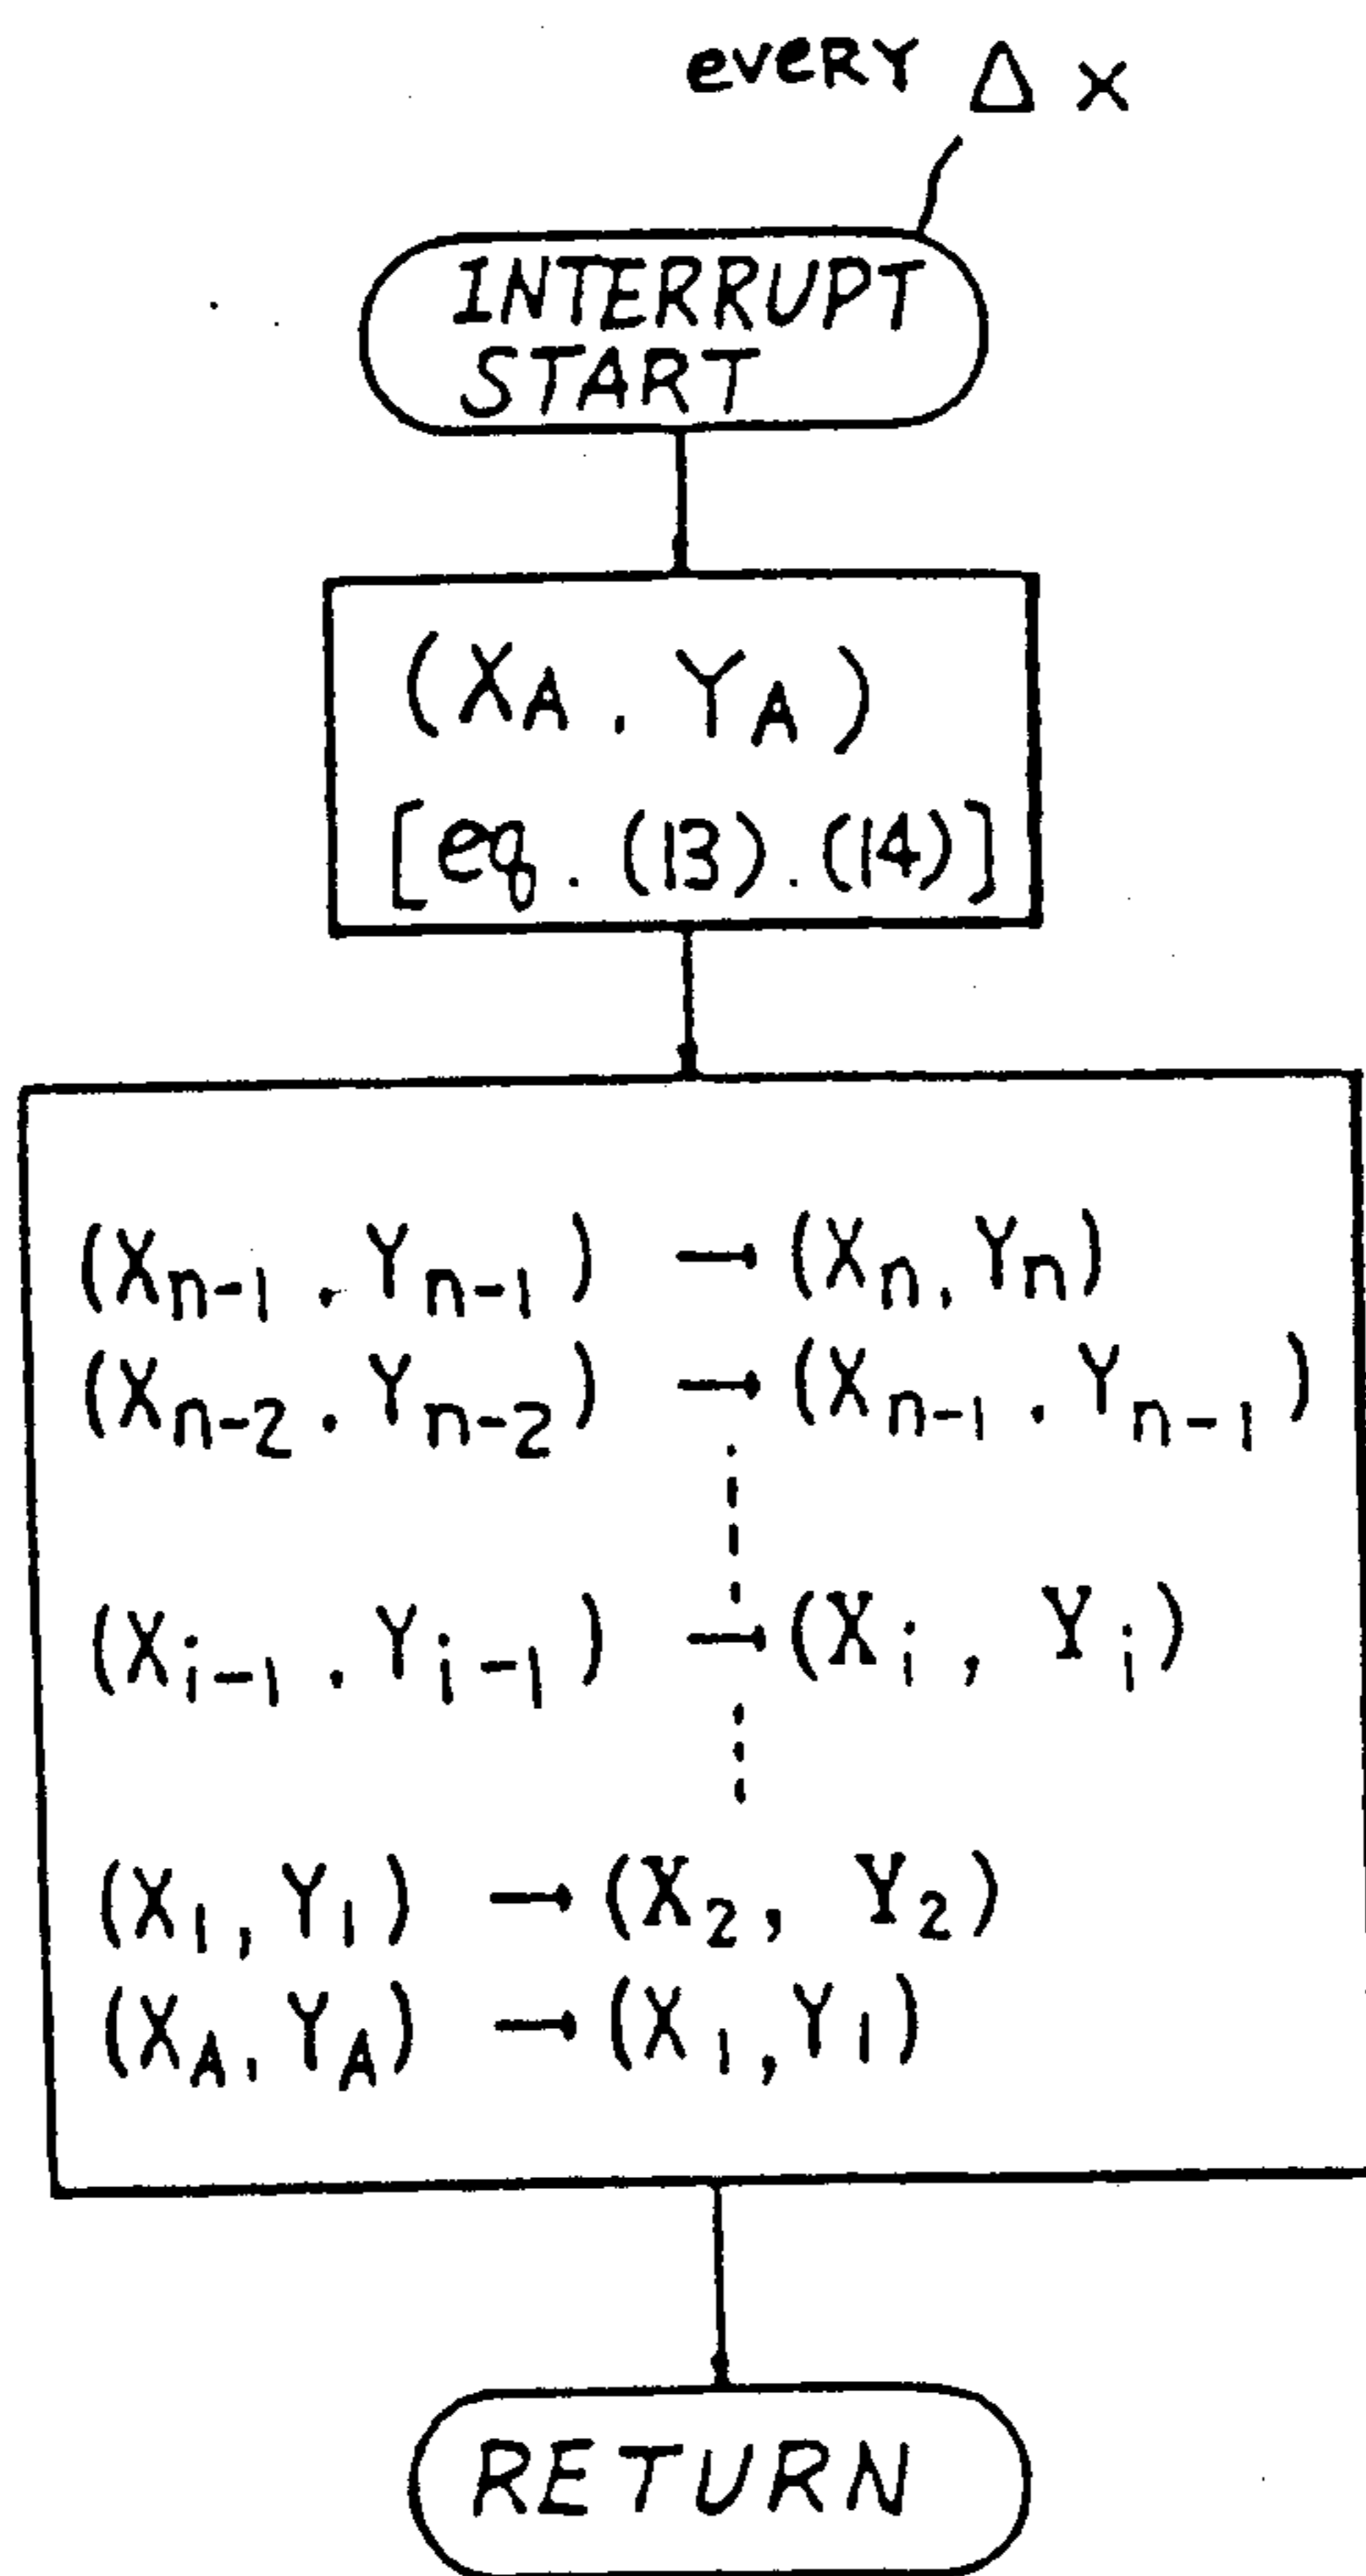 every Δ x
INTERRUPT
START
(XA. YA)
[eq. (13). (14)]
(Xn-1. Yn-1) → (Xn, Yn)
(Xn-2. Yn-2) → (Xn-1. Yn-1)
(Xi-1. Yi-1) → (Xi, Yi)
(X1, Y1) → (X2, Y2)
(XA, YA) → (X1, Y1)
RETURN